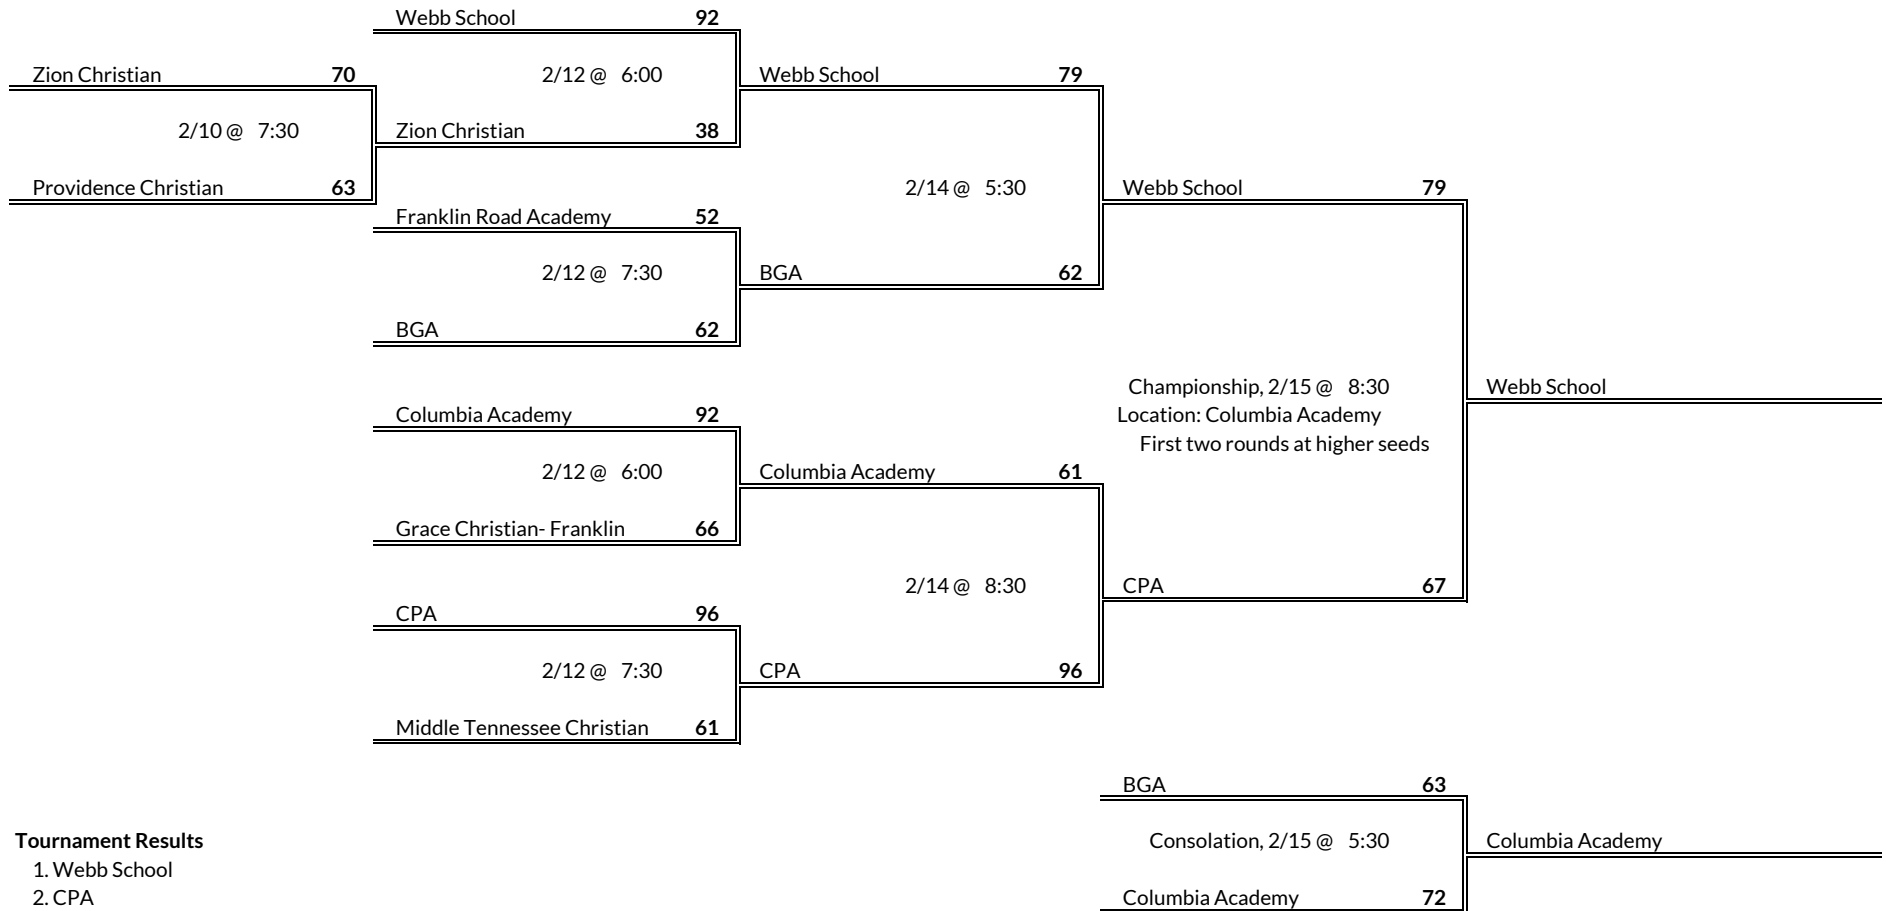 Webb School 92
Zion Christian 70 2/12 @ 6:00 Webb School 79
2/10 @ 7:30 Zion Christian 38
Providence Christian 63 2/14 @ 5:30 Webb School 79
Franklin Road Academy 52
2/12 @ 7:30 BGA 62
BGA 62
Championship, 2/15 @ 8:30 Webb School
Columbia Academy 92 Location: Columbia Academy
First two rounds at higher seeds
2/12 @ 6:00 Columbia Academy 61
Grace Christian- Franklin 66
2/14 @ 8:30 CPA 67
CPA 96
2/12 @ 7:30 CPA 96
Middle Tennessee Christian 61
BGA 63
Tournament Results Consolation, 2/15 @ 5:30 Columbia Academy
1. Webb School
2. CPA Columbia Academy 72